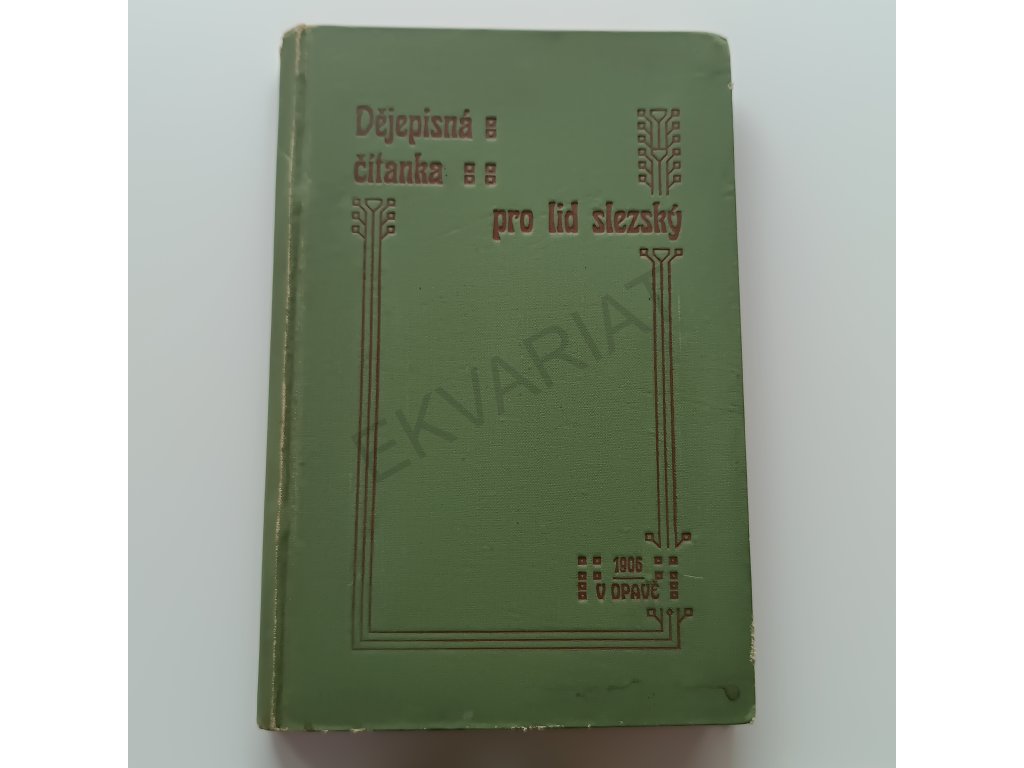 Dějepisná
čítanka
pro lid slezský
1906
V OPAVĚ
EKVARIAT